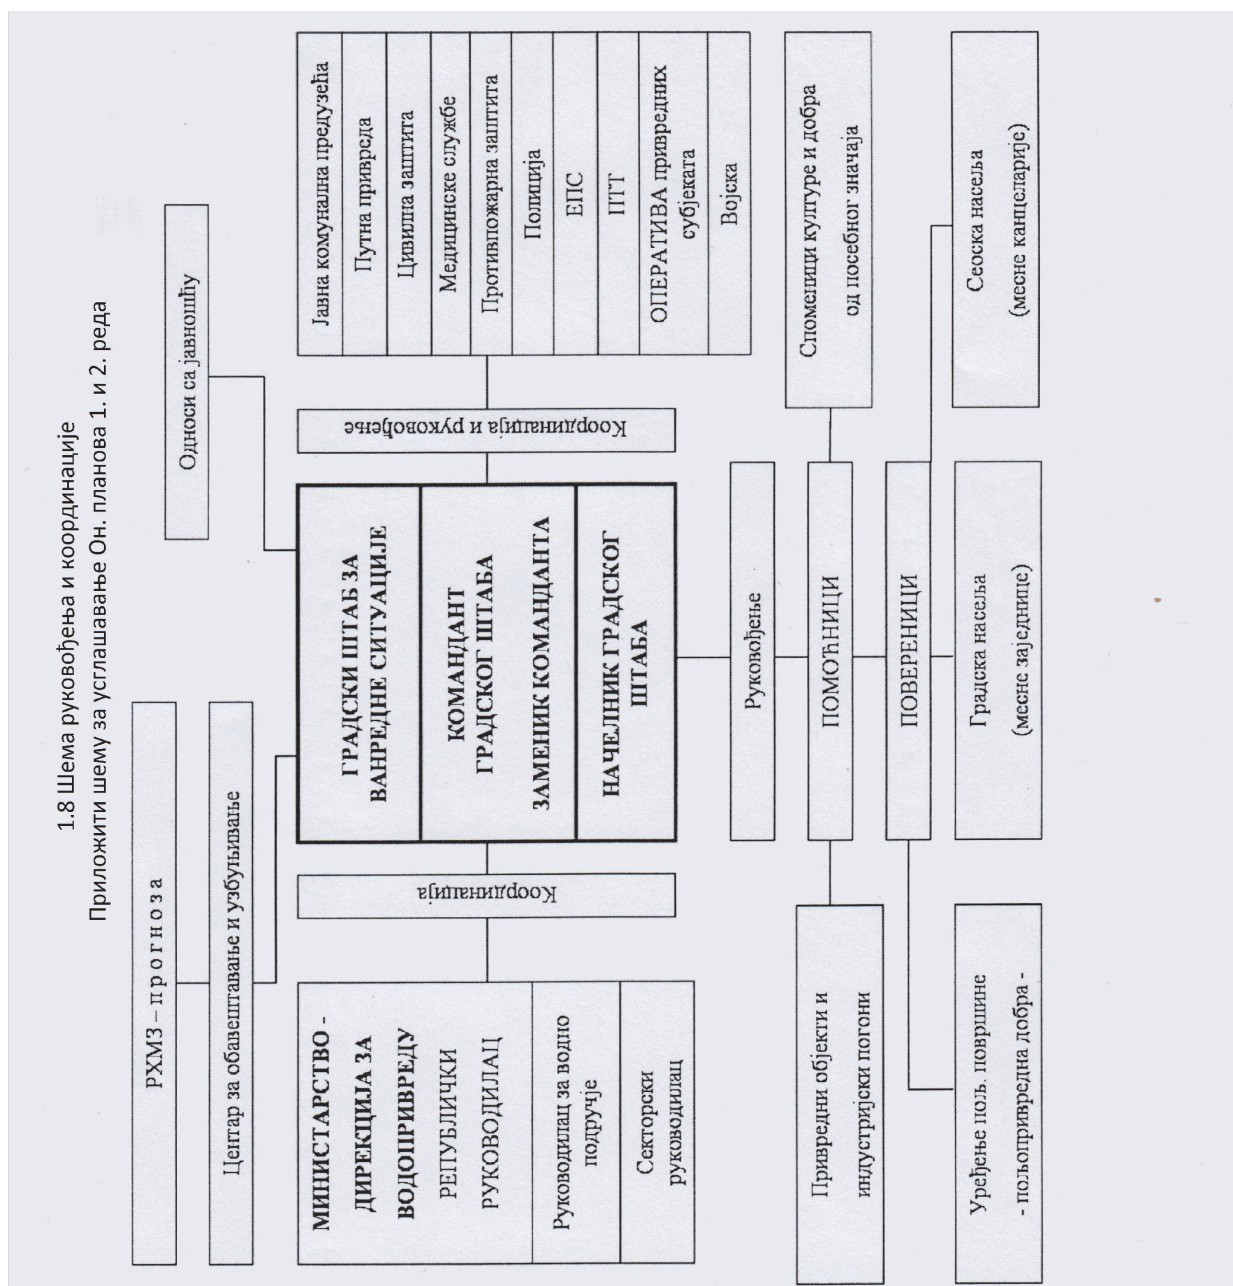 1.8 Шема руковођења и координације
Приложити шему за усглашавање Он. планова 1. и 2. реда
РХМЗ – п р о г н о з а
Центар за обавештавање и узбуњивање
Односи са јавношћу
МИНИСТАРСТВО -
ДИРЕКЦИЈА ЗА
ВОДОПРИВРЕДУ
РЕПУБЛИЧКИ
РУКОВОДИЛАЦ
Руководилац за водно
подручје
Секторски
руководилац
Координација
ГРАДСКИ ШТАБ ЗА
ВАНРЕДНЕ СИТУАЦИЈЕ
КОМАНДАНТ
ГРАДСКОГ ШТАБА
ЗАМЕНИК КОМАНДАНТА
НАЧЕЛНИК ГРАДСКОГ
ШТАБА
Координација и руковођење
Јавна комунална предузећа
Путна привреда
Цивилна заштита
Медицинске службе
Противпожарна заштита
Полиција
ЕПС
ПТТ
ОПЕРАТИВА привредних
субјеката
Војска
Руковођење
ПОМОЋНИЦИ
ПОВЕРЕНИЦИ
Привредни објекти и
индустријски погони
Споменици културе и добра
од посебног значаја
Уређење пољ. површине
- пољопривредна добра -
Градска насеља
(месне заједнице)
Сеоска насеља
(месне канцеларије)